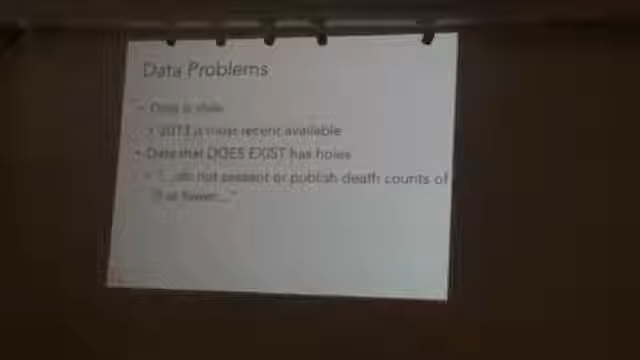 Data Problems
• Data is stale
• 2013 is most recent available
• Data that DOES EXIST has holes
• "...do not present or publish death counts of
or fewer..."